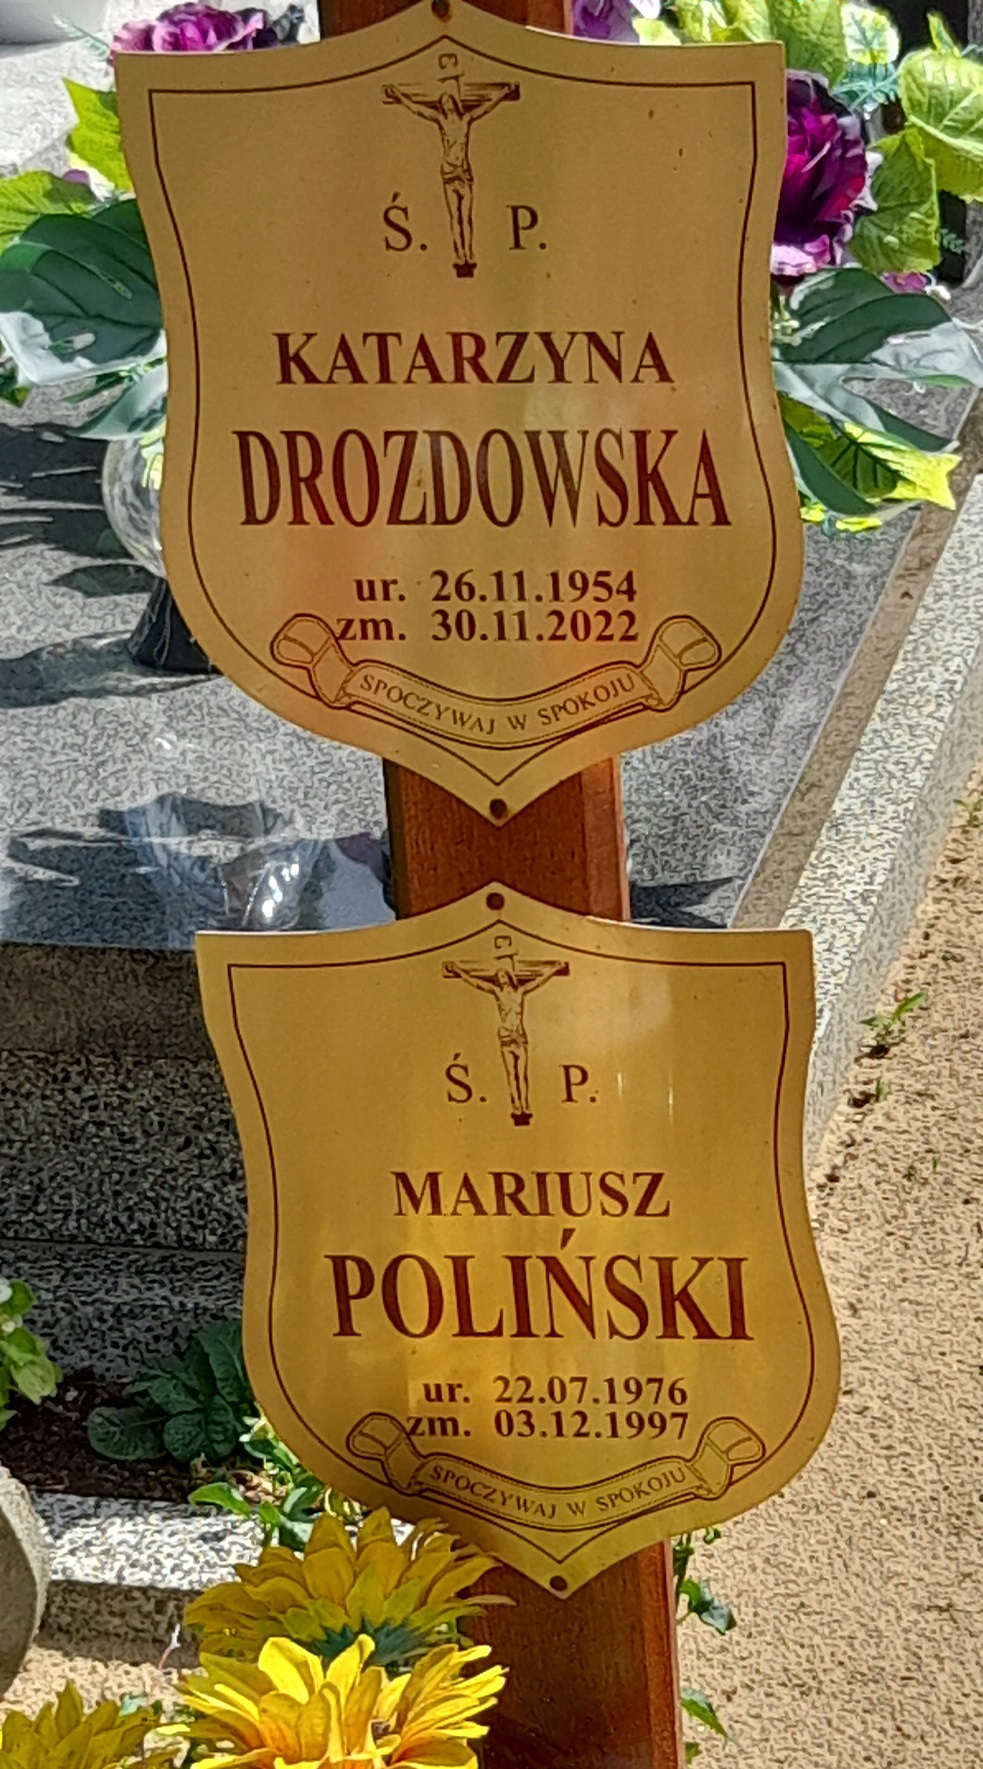 Ś. P.
KATARZYNA
DROZDOWSKA
ur. 26.11.1954
zm. 30.11.2022
SPOCZYWAJ W SPOKOJU
Ś. P.
MARIUSZ
POLIŃSKI
ur. 22.07.1976
zm. 03.12.1997
SPOCZYWAJ W SPOKOJU